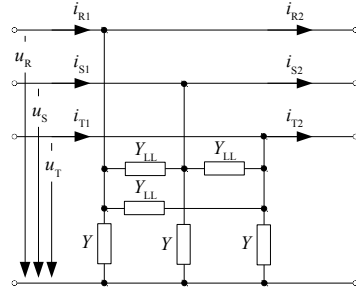 i_R1 i_R2
u_R
i_S1 i_S2
u_S
i_T1 i_T2
u_T
Y_LL Y_LL
Y_LL
Y Y Y